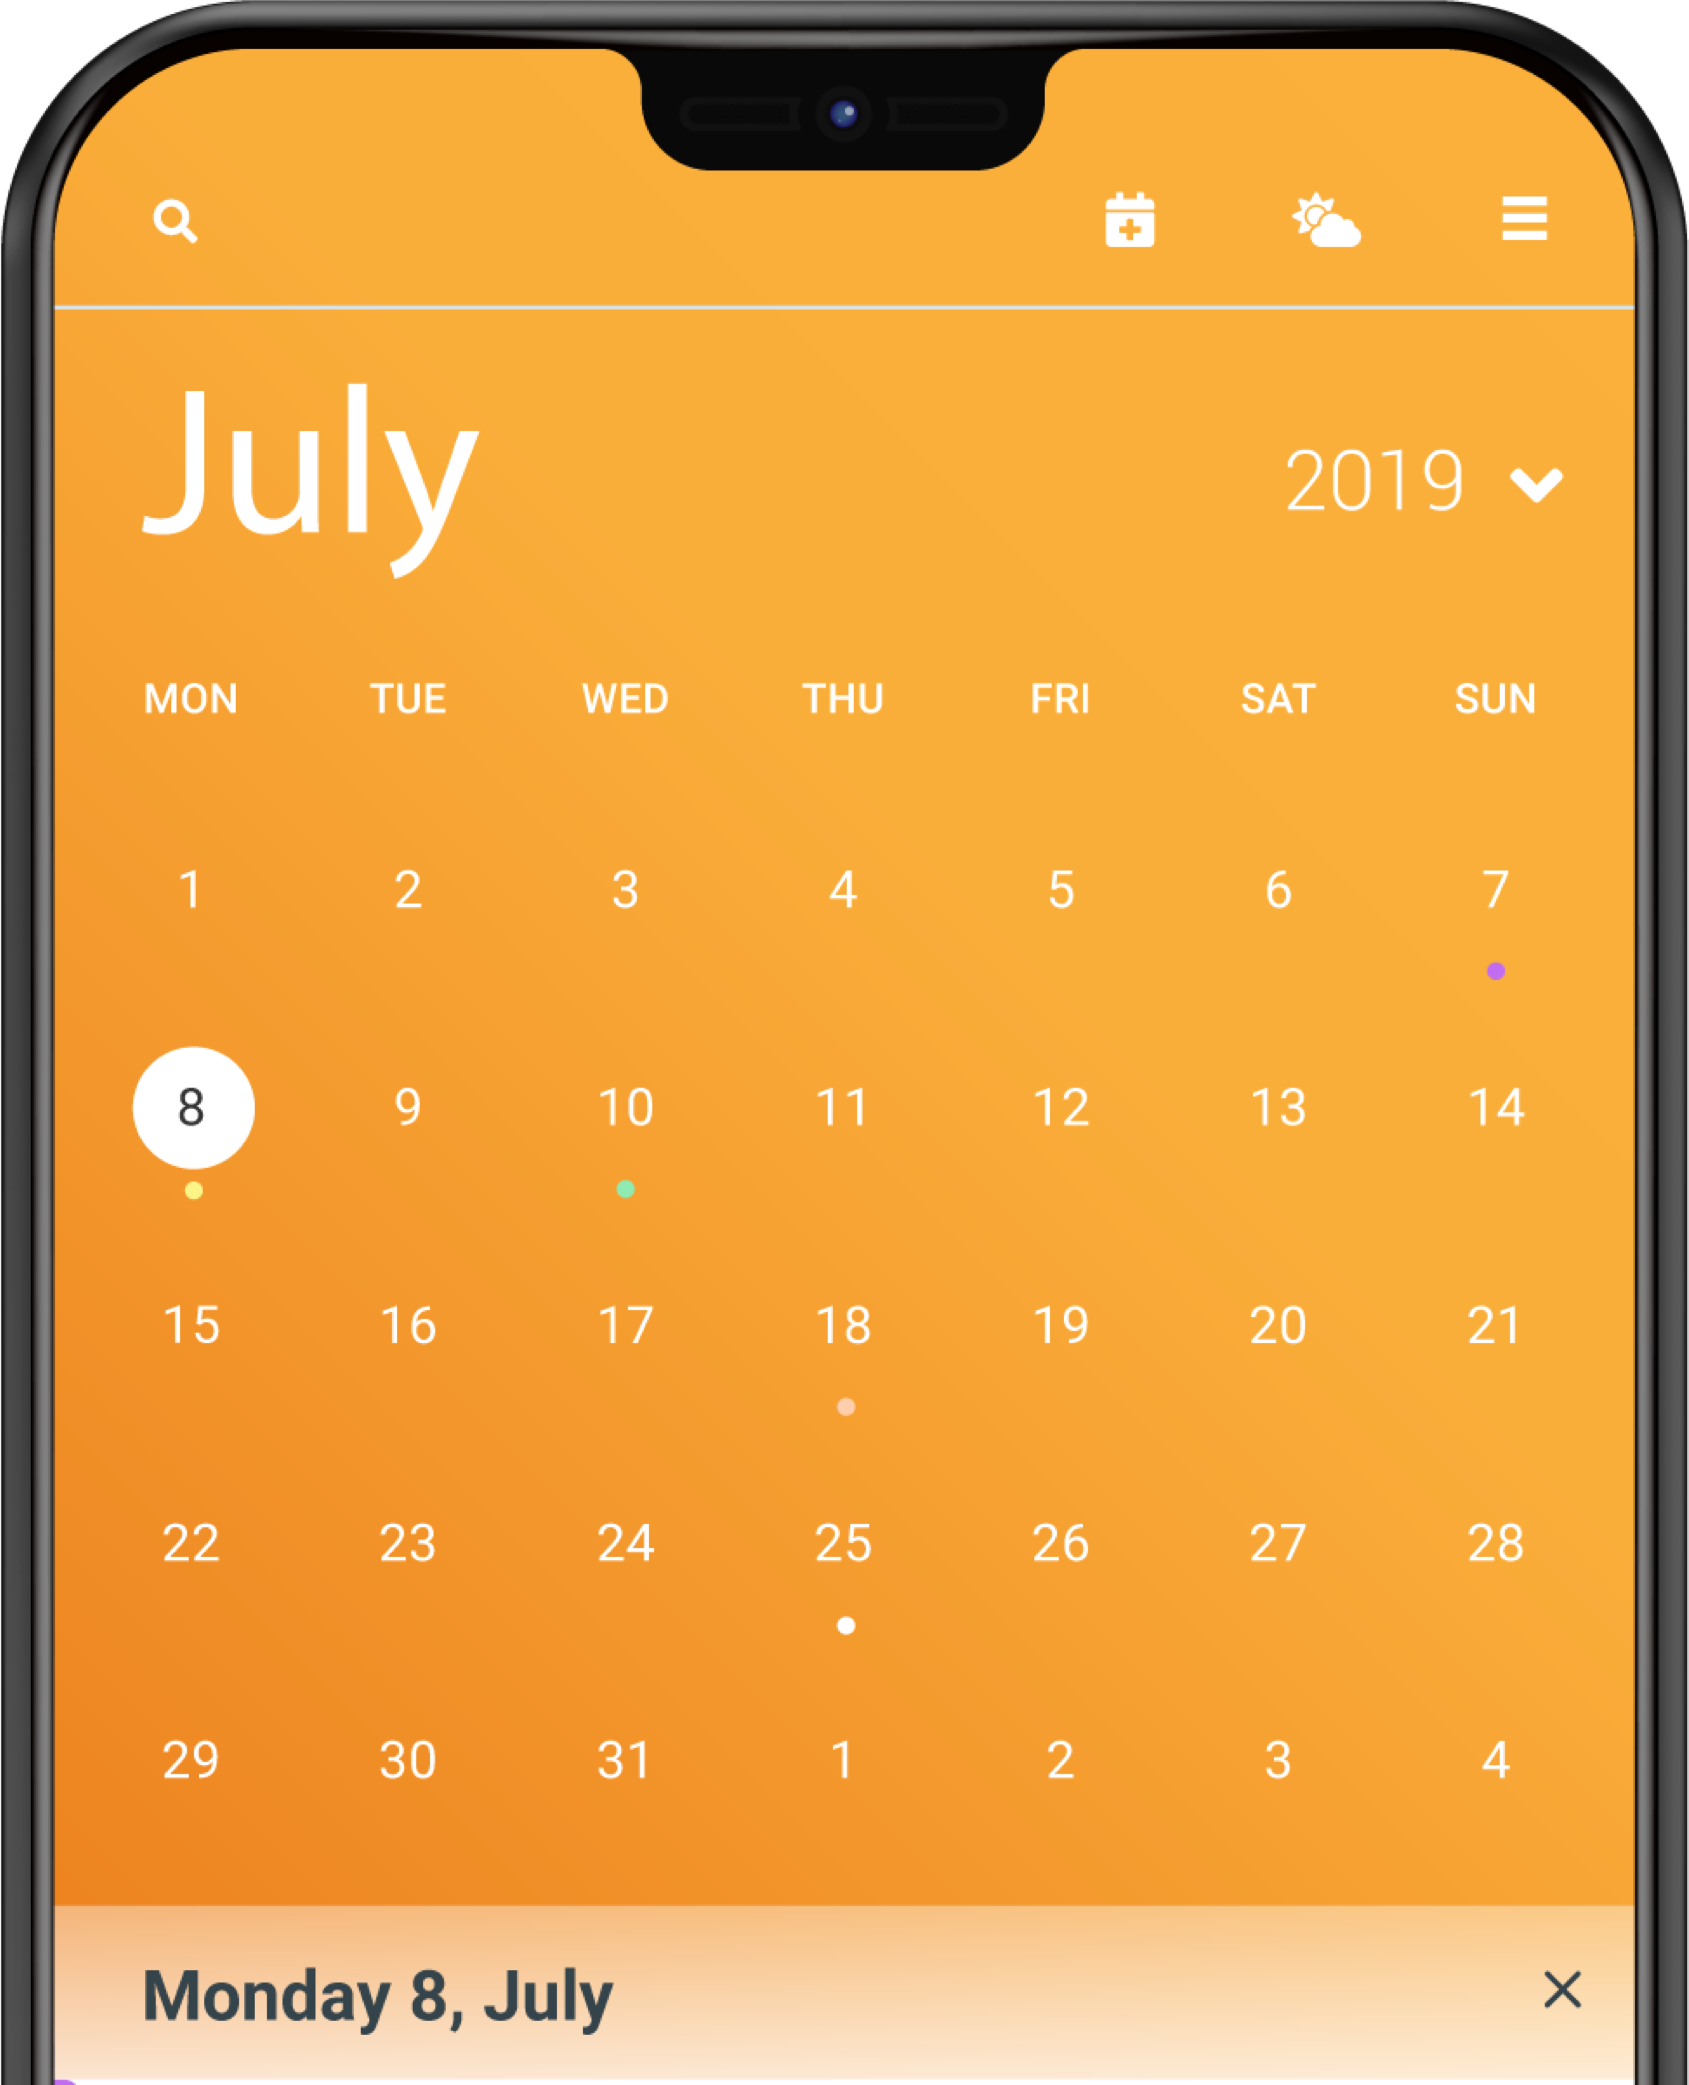 July
2019
MON TUE WED THU FRI SAT SUN
1 2 3 4 5 6 7
8 9 10 11 12 13 14
15 16 17 18 19 20 21
22 23 24 25 26 27 28
29 30 31 1 2 3 4
Monday 8, July